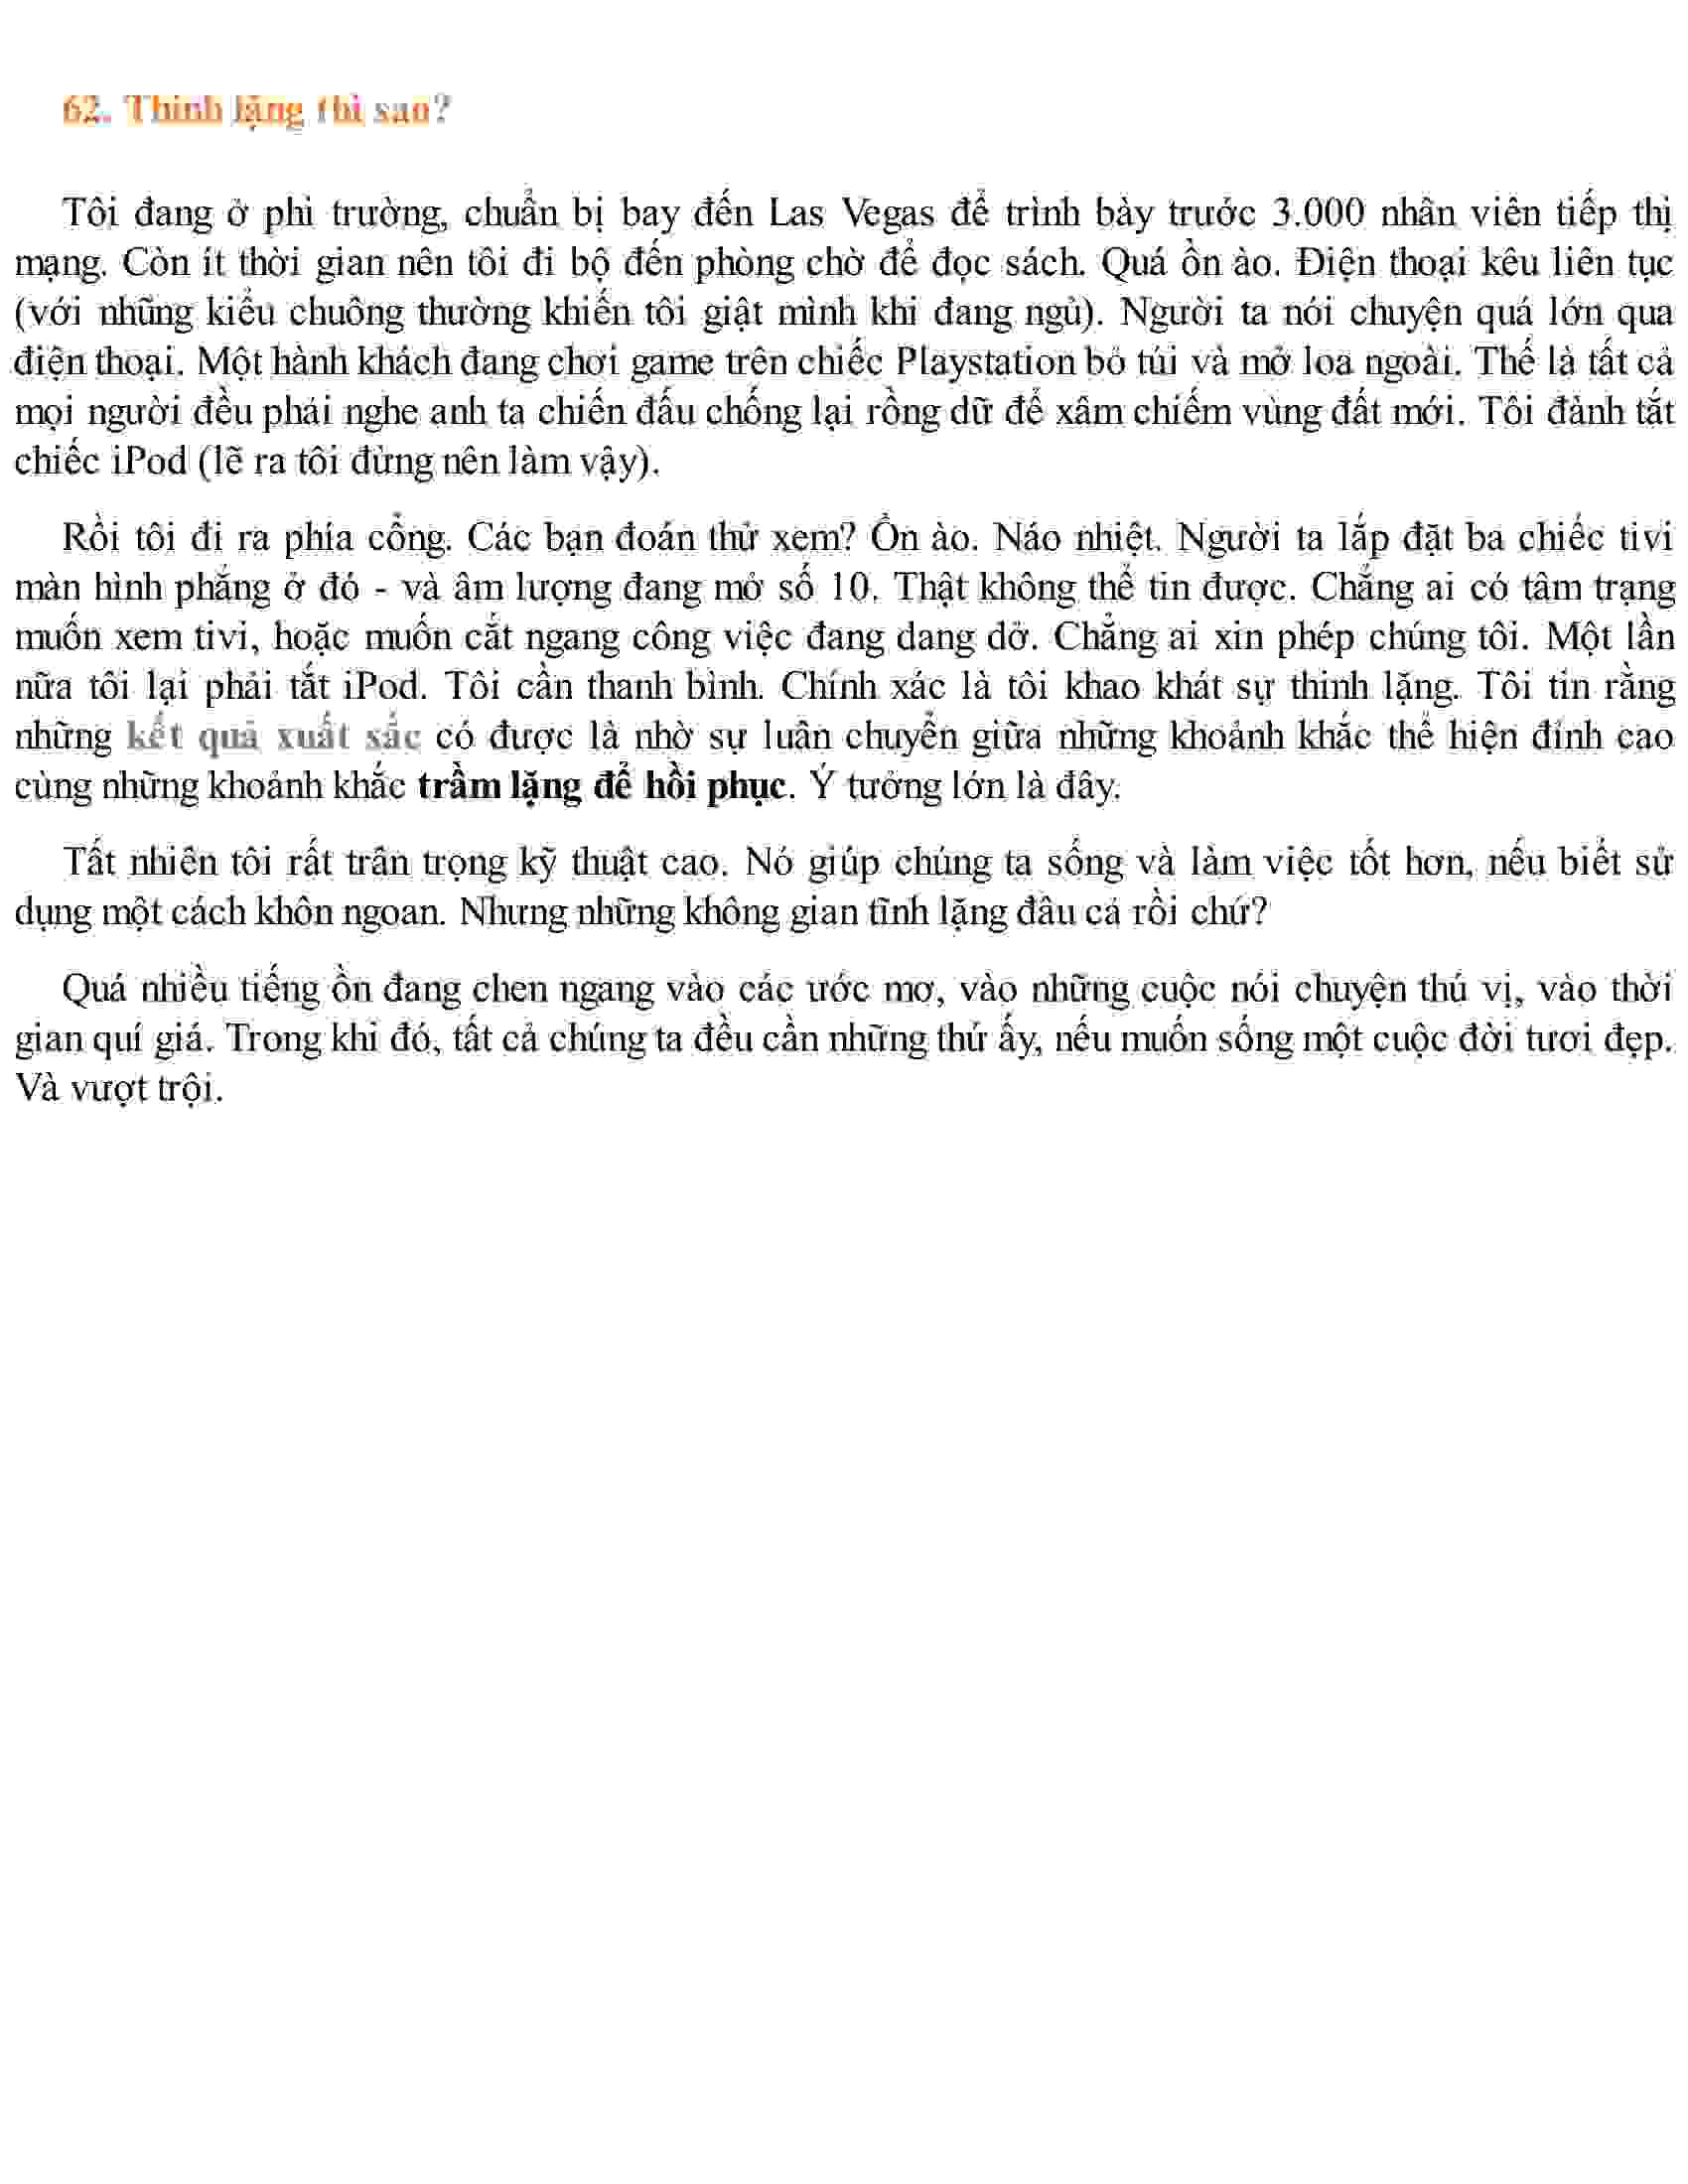 62. Thinh lặng thì sao?
Tôi đang ở phi trường, chuẩn bị bay đến Las Vegas để trình bày trước 3.000 nhân viên tiếp thị
mạng. Còn ít thời gian nên tôi đi bộ đến phòng chờ để đọc sách. Quá ồn ào. Điện thoại kêu liên tục
(với những kiểu chuông thường khiến tôi giật mình khi đang ngủ). Người ta nói chuyện quá lớn qua
điện thoại. Một hành khách đang chơi game trên chiếc Playstation bỏ túi và mở loa ngoài. Thế là tất cả
mọi người đều phải nghe anh ta chiến đấu chống lại rồng dữ để xâm chiếm vùng đất mới. Tôi đành tắt
chiếc iPod (lẽ ra tôi đừng nên làm vậy).
Rồi tôi đi ra phía cổng. Các bạn đoán thử xem? Ồn ào. Náo nhiệt. Người ta lắp đặt ba chiếc tivi
màn hình phẳng ở đó - và âm lượng đang mở số 10. Thật không thể tin được. Chẳng ai có tâm trạng
muốn xem tivi, hoặc muốn cắt ngang công việc đang dang dở. Chẳng ai xin phép chúng tôi. Một lần
nữa tôi lại phải tắt iPod. Tôi cần thanh bình. Chính xác là tôi khao khát sự thinh lặng. Tôi tin rằng
những kết quả xuất sắc có được là nhờ sự luân chuyển giữa những khoảnh khắc thể hiện đỉnh cao
cùng những khoảnh khắc trầm lặng để hồi phục. Ý tưởng lớn là đây.
Tất nhiên tôi rất trân trọng kỹ thuật cao. Nó giúp chúng ta sống và làm việc tốt hơn, nếu biết sử
dụng một cách khôn ngoan. Nhưng những không gian tĩnh lặng đâu cả rồi chứ?
Quá nhiều tiếng ồn đang chen ngang vào các ước mơ, vào những cuộc nói chuyện thú vị, vào thời
gian quí giá. Trong khi đó, tất cả chúng ta đều cần những thứ ấy, nếu muốn sống một cuộc đời tươi đẹp.
Và vượt trội.